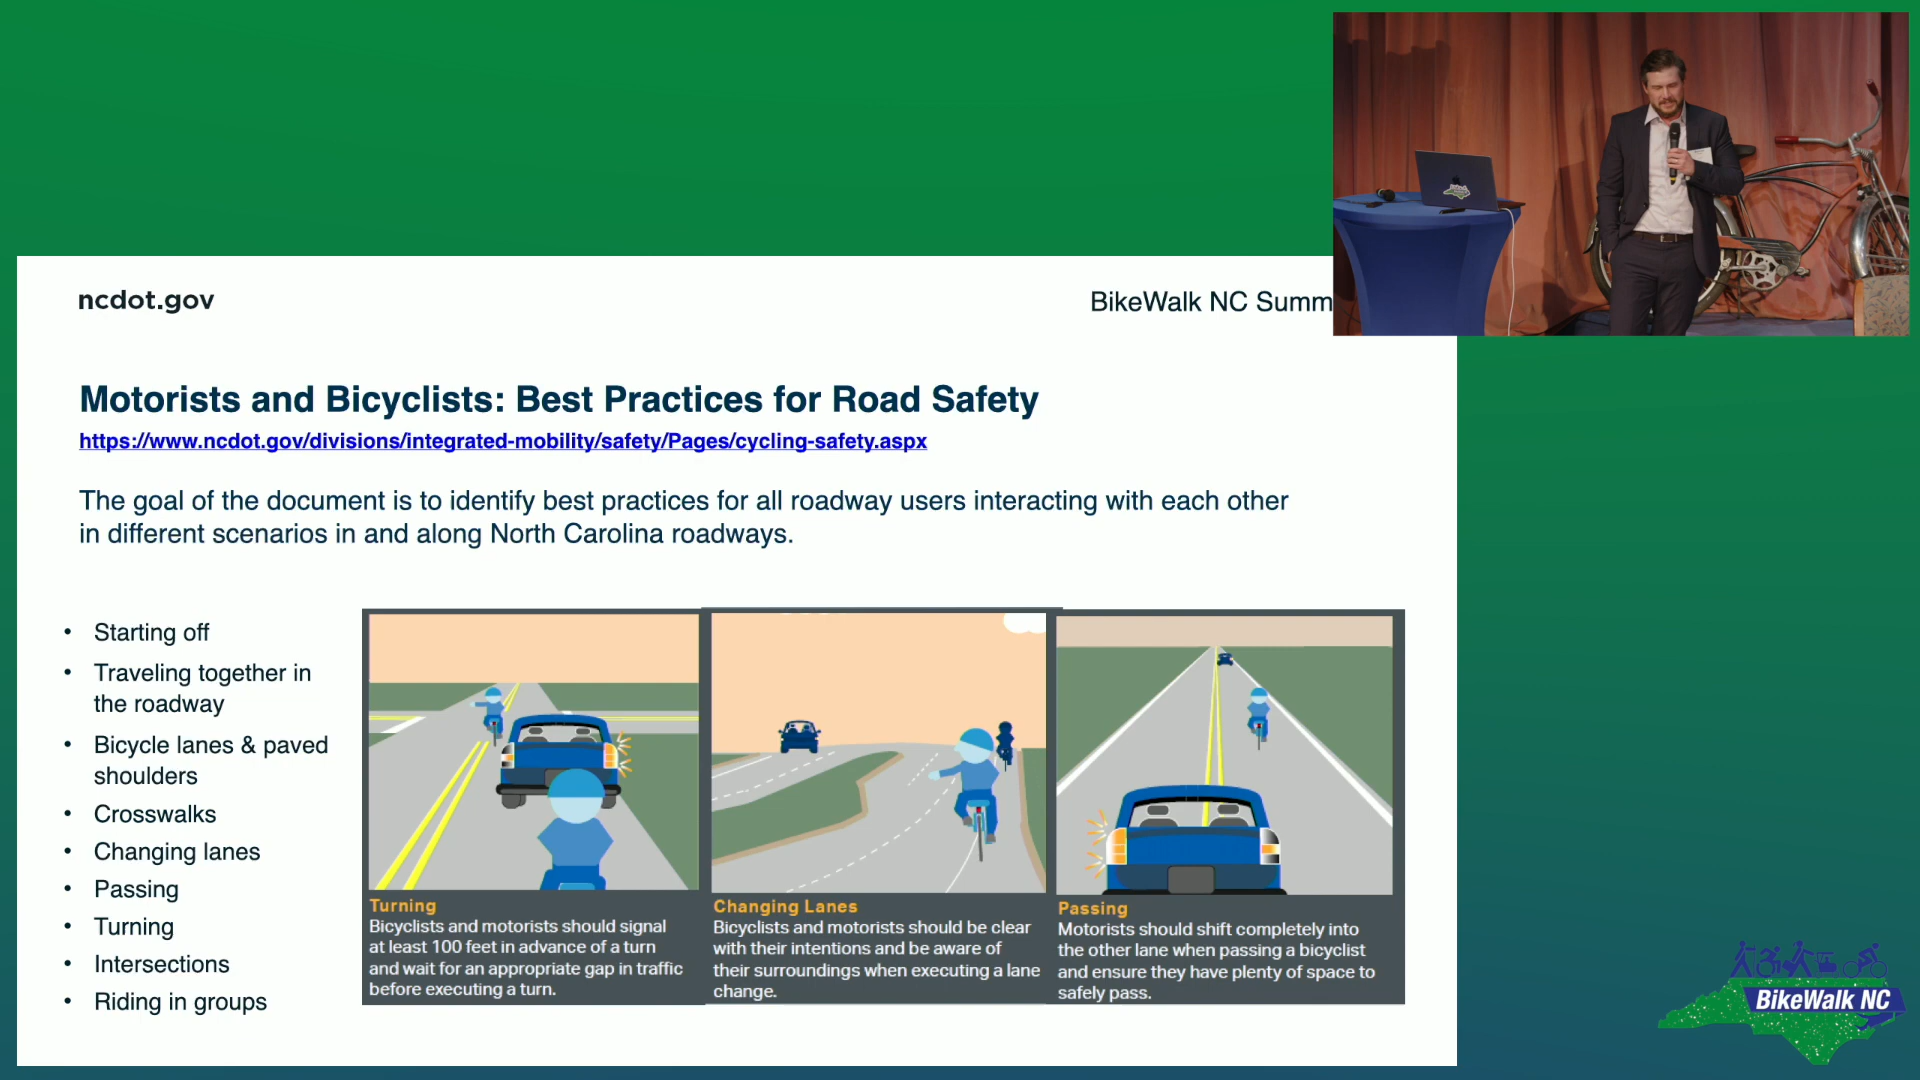 ncdot.gov
BikeWalk NC Summ
Motorists and Bicyclists: Best Practices for Road Safety
https://www.ncdot.gov/divisions/integrated-mobility/safety/Pages/cycling-safety.aspx
The goal of the document is to identify best practices for all roadway users interacting with each other
in different scenarios in and along North Carolina roadways.
• Starting off
• Traveling together in
the roadway
• Bicycle lanes & paved
shoulders
• Crosswalks
• Changing lanes
• Passing
• Turning
• Intersections
• Riding in groups
Turning
Bicyclists and motorists should signal
at least 100 feet in advance of a turn
and wait for an appropriate gap in traffic
before executing a turn.
Changing Lanes
Bicyclists and motorists should be clear
with their intentions and be aware of
their surroundings when executing a lane
change.
Passing
Motorists should shift completely into
the other lane when passing a bicyclist
and ensure they have plenty of space to
safely pass.
BikeWalk NC